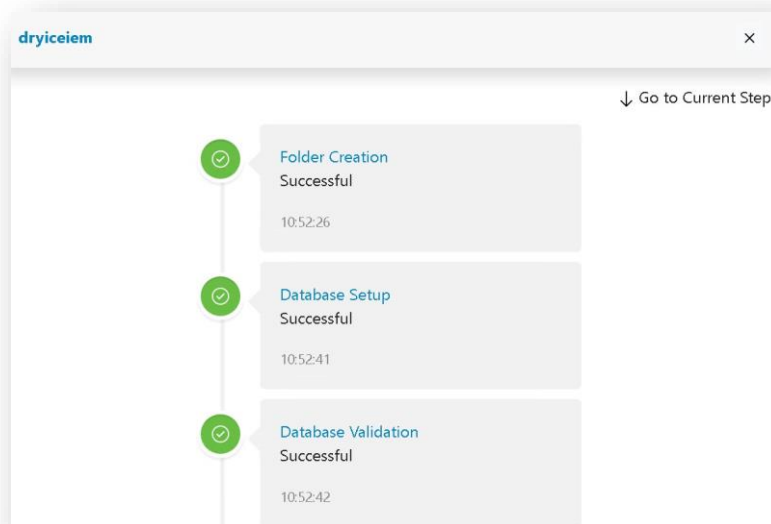 dryiceiem
↓ Go to Current Step
Folder Creation
Successful
10:52:26
Database Setup
Successful
10:52:41
Database Validation
Successful
10:52:42